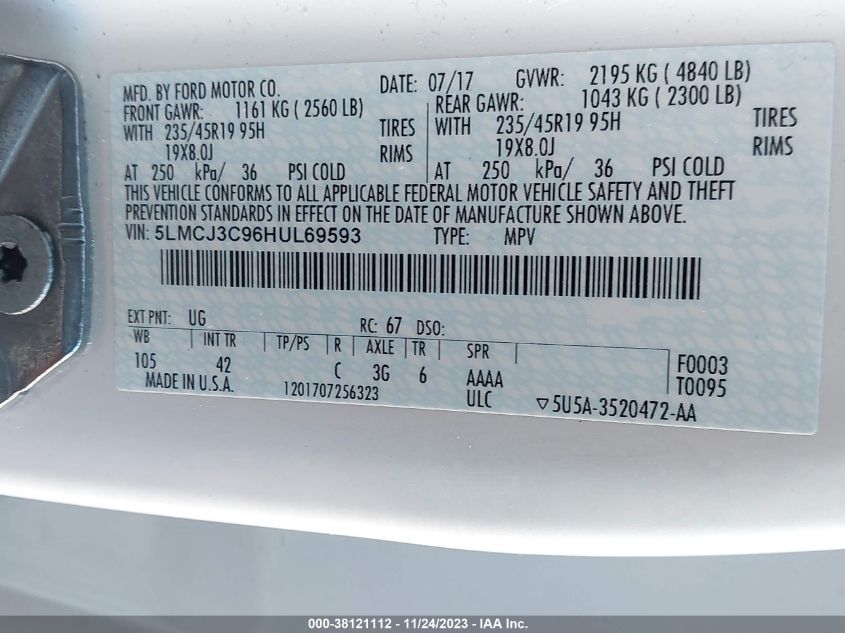 MFD. BY FORD MOTOR CO. DATE: 07/17 GVWR: 2195 KG ( 4840 LB)
FRONT GAWR: 1161 KG ( 2560 LB) REAR GAWR: 1043 KG ( 2300 LB)
WITH 235/45R19 95H TIRES WITH 235/45R19 95H TIRES
19X8.0J RIMS 19X8.0J RIMS
AT 250 kPa/ 36 PSI COLD AT 250 kPa/ 36 PSI COLD
THIS VEHICLE CONFORMS TO ALL APPLICABLE FEDERAL MOTOR VEHICLE SAFETY AND THEFT
PREVENTION STANDARDS IN EFFECT ON THE DATE OF MANUFACTURE SHOWN ABOVE.
VIN: 5LMCJ3C96HUL69593 TYPE: MPV
EXT PNT: UG RC: 67 DSO:
WB INT TR TP/PS R AXLE TR SPR
105 42 C 3G 6 AAAA F0003
MADE IN U.S.A. 1201707256323 ULC ▽5U5A-3520472-AA T0095
000-38121112 - 11/24/2023 - IAA Inc.